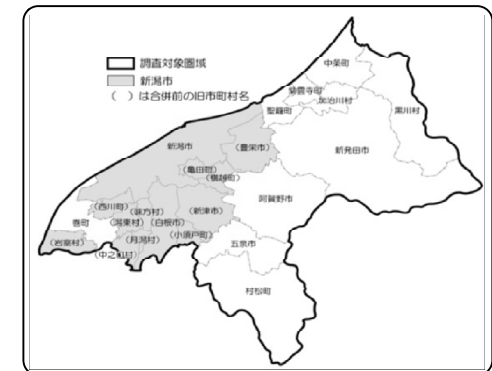 調査対象圏域
新潟市
( )は合併前の旧市町村名
中条町
紫雲寺町
加治川村
聖籠町
黒川村
新潟市
(豊栄市)
新発田市
(亀田町)
(横越町)
阿賀野市
(西川町)
(味方村)
(新津市)
巻町
(潟東村)
(白根市)
(岩室村)
(月潟村)
(小須戸町)
(中之口村)
五泉市
村松町